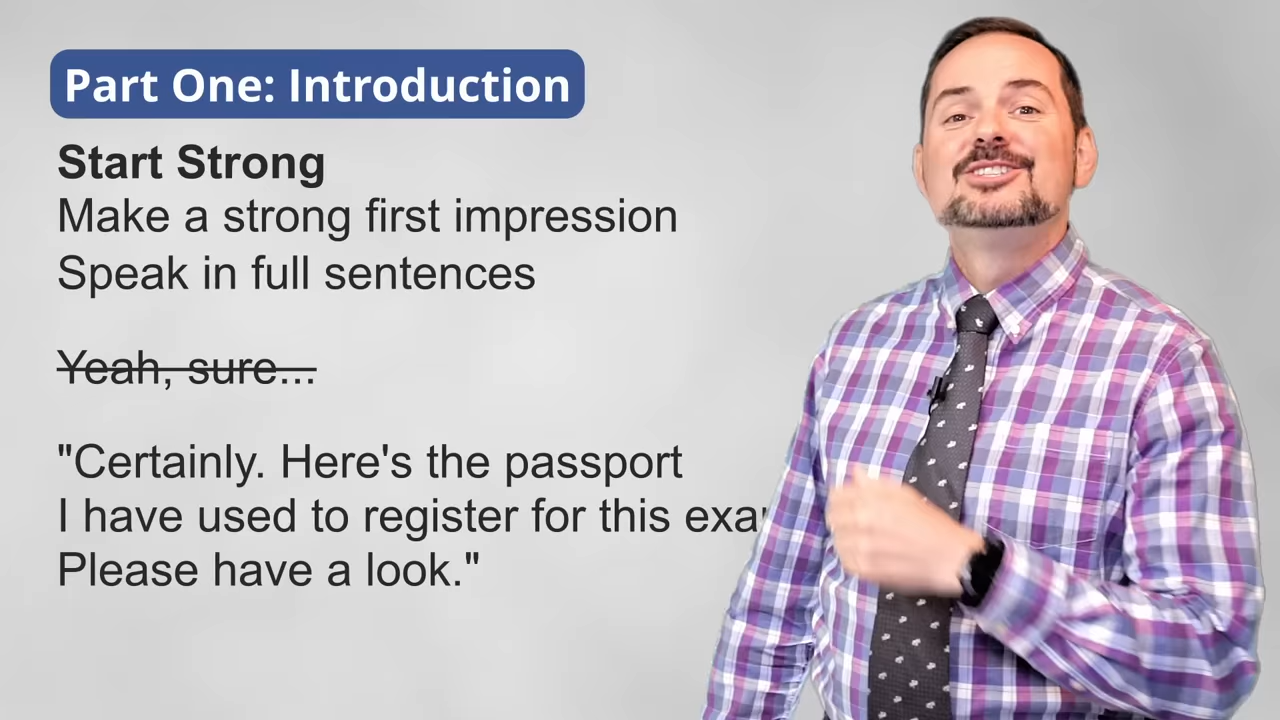 Part One: Introduction
Start Strong
Make a strong first impression
Speak in full sentences
Yeah, sure...
"Certainly. Here's the passport
I have used to register for this
Please have a look."